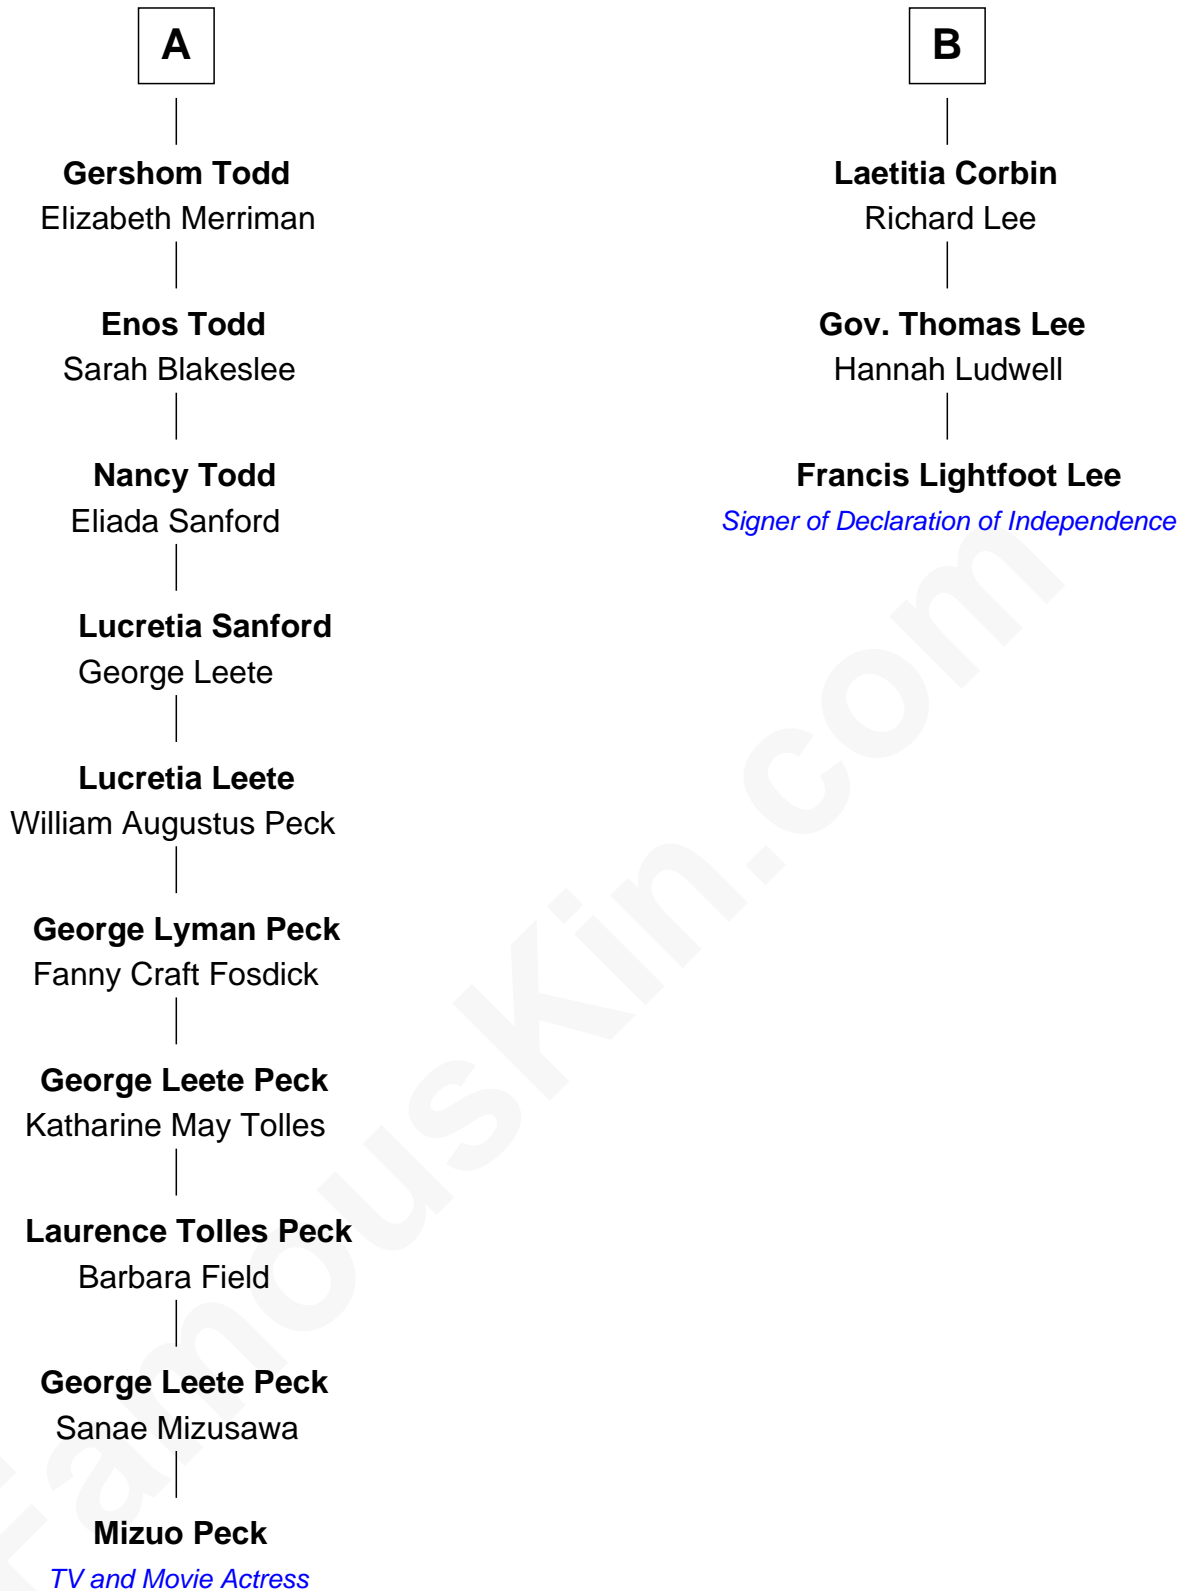 A
Gershom Todd
Elizabeth Merriman
Enos Todd
Sarah Blakeslee
Nancy Todd
Eliada Sanford
Lucretia Sanford
George Leete
Lucretia Leete
William Augustus Peck
George Lyman Peck
Fanny Craft Fosdick
George Leete Peck
Katharine May Tolles
Laurence Tolles Peck
Barbara Field
George Leete Peck
Sanae Mizusawa
Mizuo Peck
TV and Movie Actress
B
Laetitia Corbin
Richard Lee
Gov. Thomas Lee
Hannah Ludwell
Francis Lightfoot Lee
Signer of Declaration of Independence
FamousKin.com